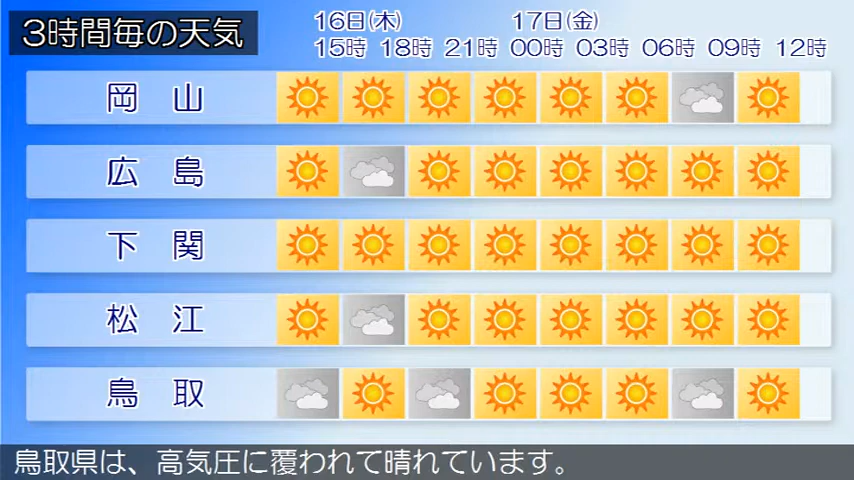 3時間毎の天気
16日(木) 17日(金)
15時 18時 21時 00時 03時 06時 09時 12時
岡 山
広 島
下 関
松 江
鳥 取
鳥取県は、高気圧に覆われて晴れています。